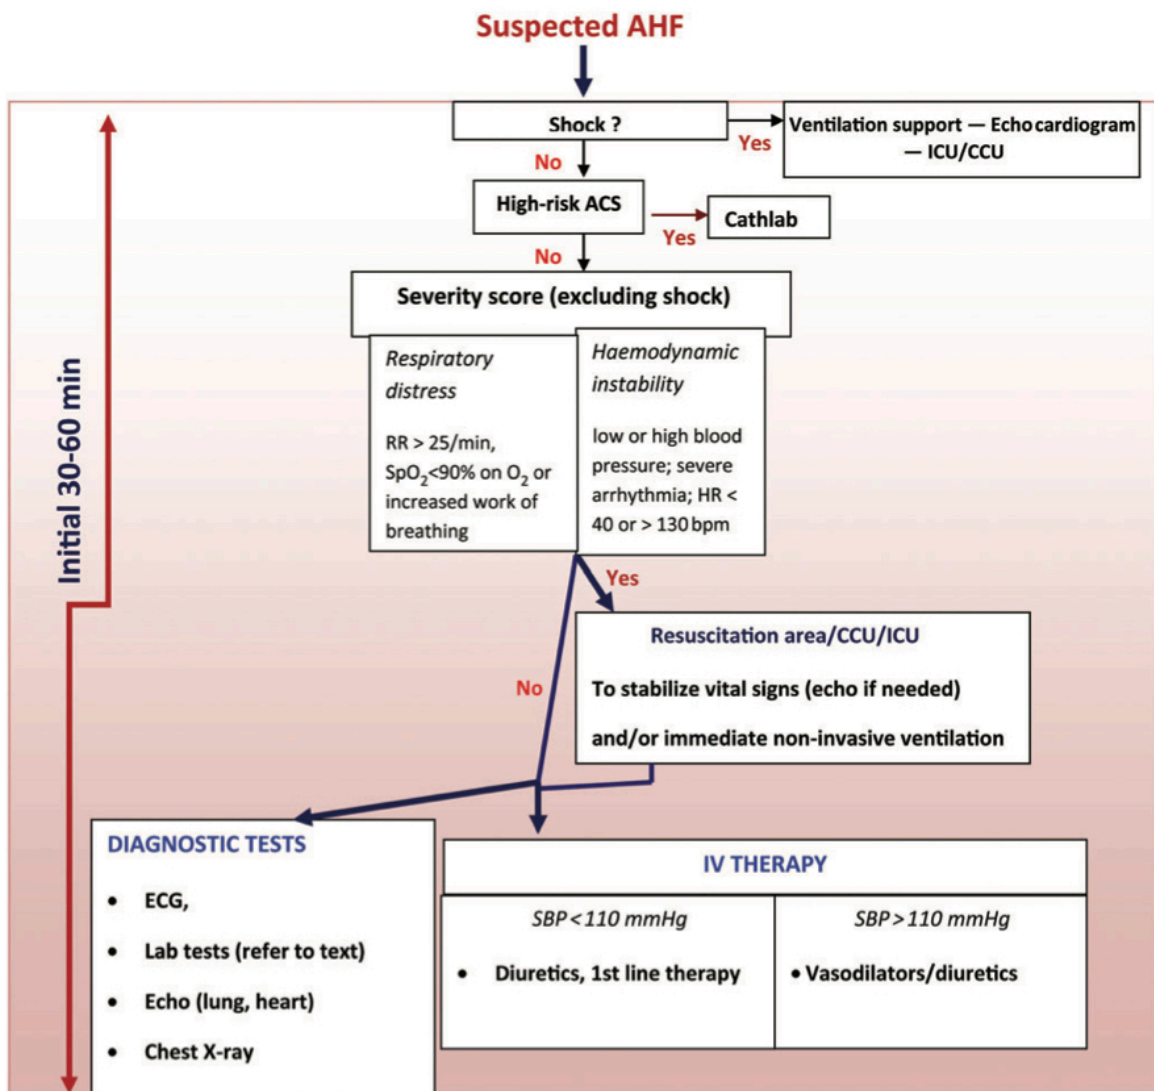 Suspected AHF
Shock ?
Yes
Ventilation support — Echocardiogram
— ICU/CCU
No
High-risk ACS
Yes
Cathlab
No
Severity score (excluding shock)
Respiratory
distress
RR > 25/min,
SpO₂<90% on O₂ or
increased work of
breathing
Haemodynamic
instability
low or high blood
pressure; severe
arrhythmia; HR <
40 or > 130 bpm
Initial 30-60 min
Yes
No
Resuscitation area/CCU/ICU
To stabilize vital signs (echo if needed)
and/or immediate non-invasive ventilation
DIAGNOSTIC TESTS
• ECG,
• Lab tests (refer to text)
• Echo (lung, heart)
• Chest X-ray
IV THERAPY
SBP < 110 mmHg
• Diuretics, 1st line therapy
SBP > 110 mmHg
• Vasodilators/diuretics